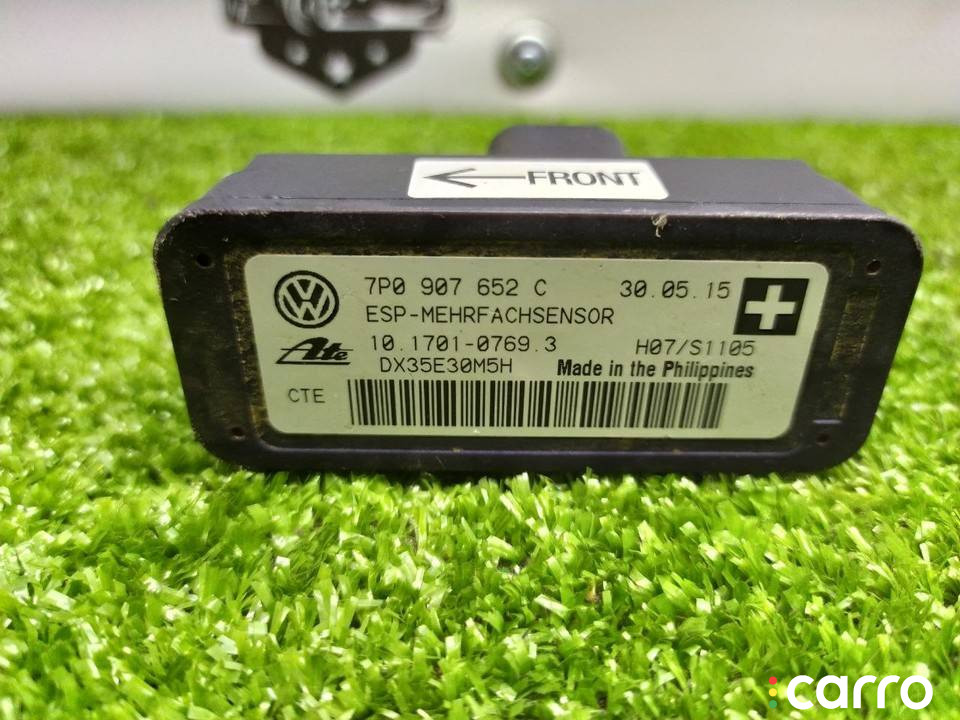 ← FRONT
7P0 907 652 C 30.05.15
ESP-MEHRFACHSENSOR
Ate 10.1701-0769.3 H07/S1105
DX35E30M5H Made in the Philippines
CTE
carro